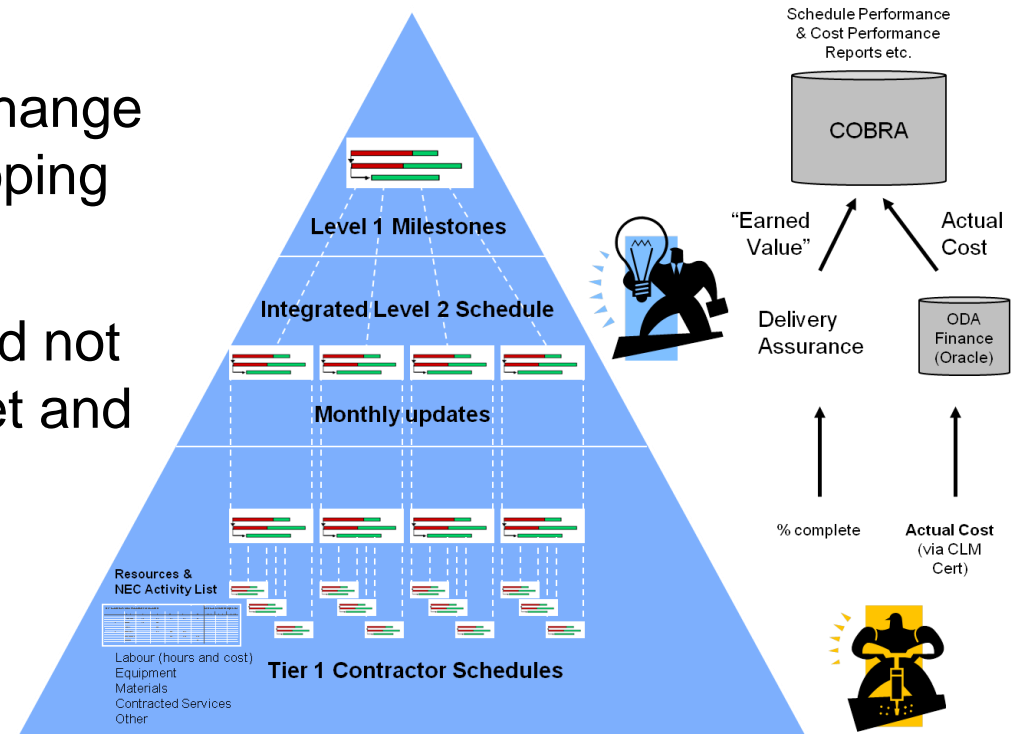 hange
pping
d not
et and
Level 1 Milestones
Integrated Level 2 Schedule
Monthly updates
Resources &
NEC Activity List
Labour (hours and cost)
Equipment
Materials
Contracted Services
Other
Tier 1 Contractor Schedules
Schedule Performance
& Cost Performance
Reports etc.
COBRA
“Earned
Value”
Actual
Cost
Delivery
Assurance
ODA
Finance
(Oracle)
% complete
Actual Cost
(via CLM
Cert)